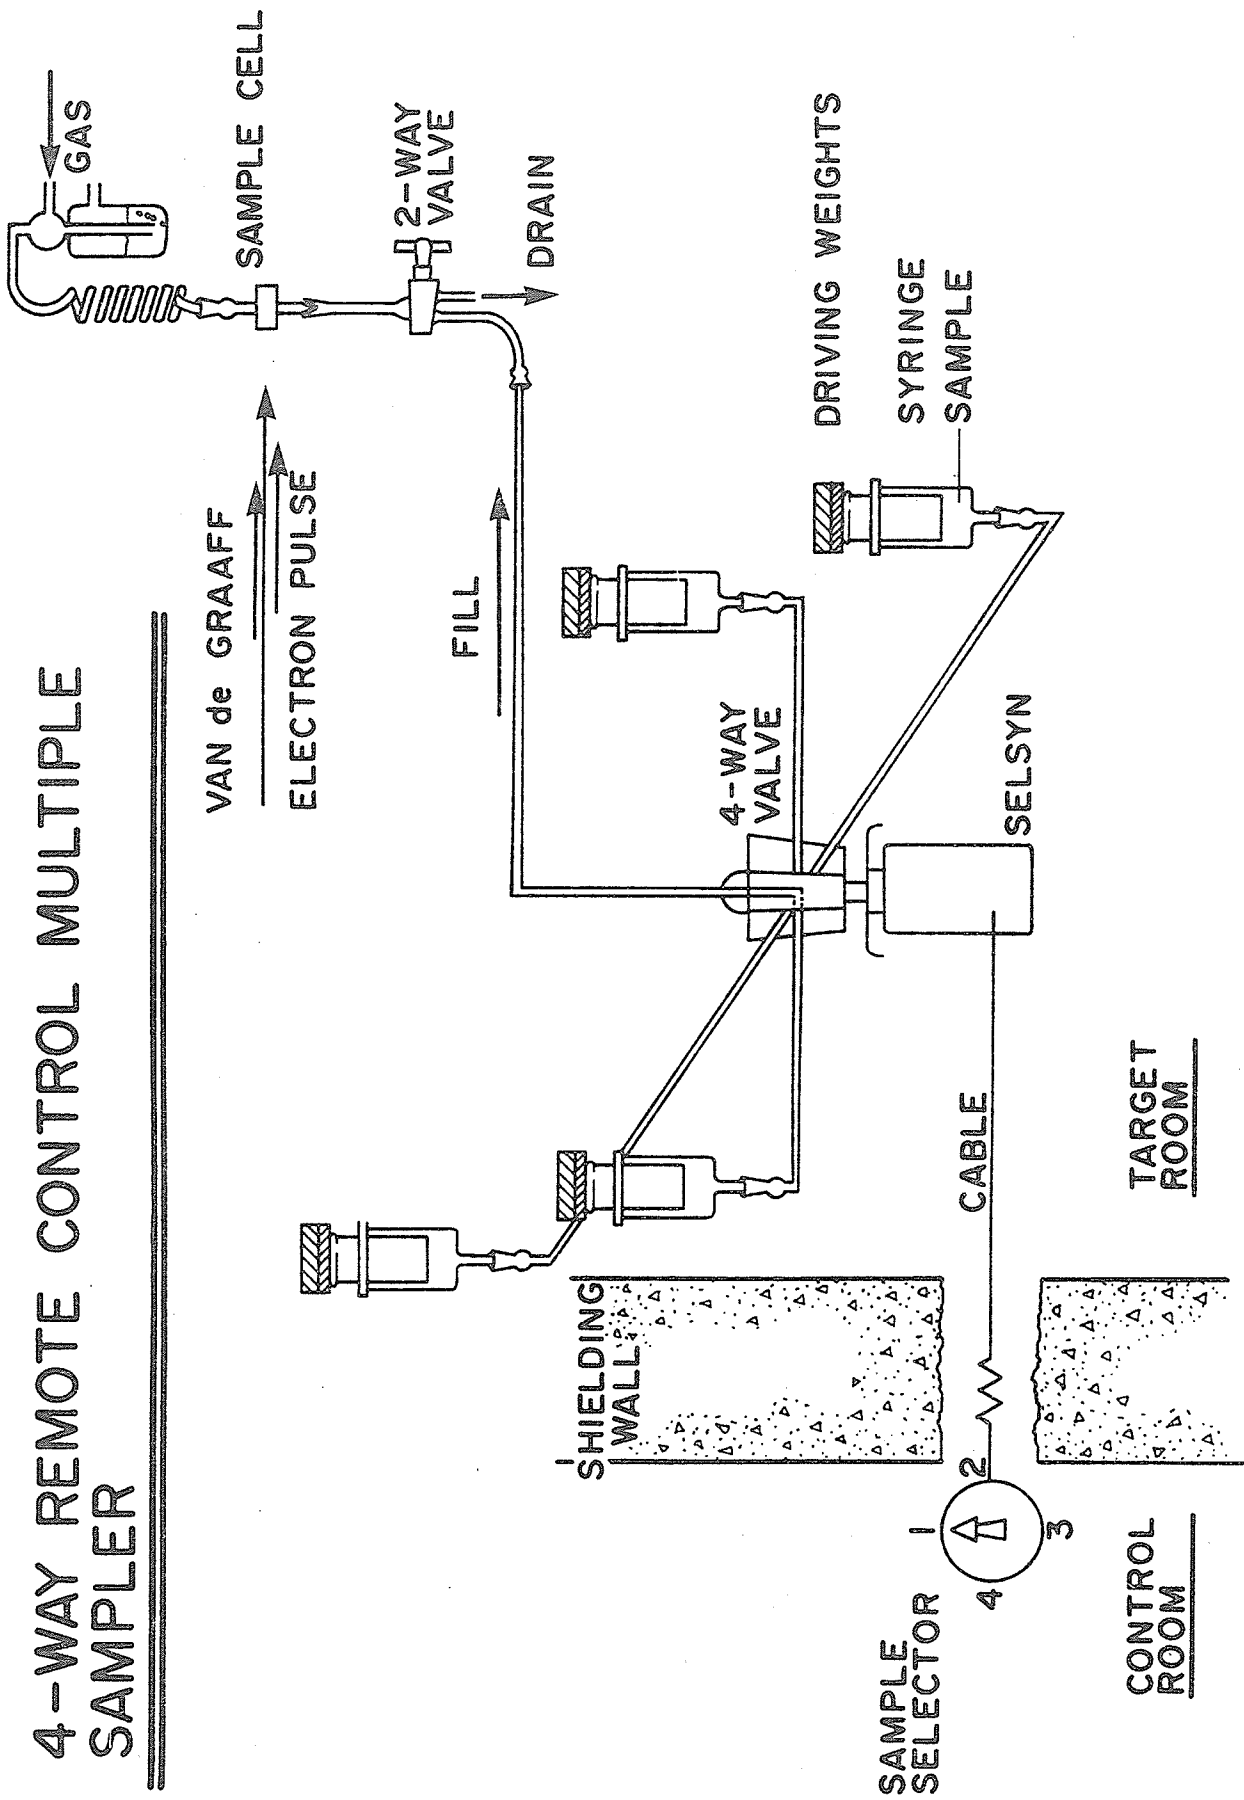 4-WAY REMOTE CONTROL MULTIPLE
SAMPLER
GAS
SAMPLE CELL
VAN de GRAAFF
ELECTRON PULSE
2-WAY
VALVE
FILL
DRAIN
SHIELDING
WALL
4-WAY
VALVE
DRIVING WEIGHTS
SYRINGE
SAMPLE
SAMPLE
SELECTOR
1
2
3
4
CABLE
SELSYN
CONTROL
ROOM
TARGET
ROOM